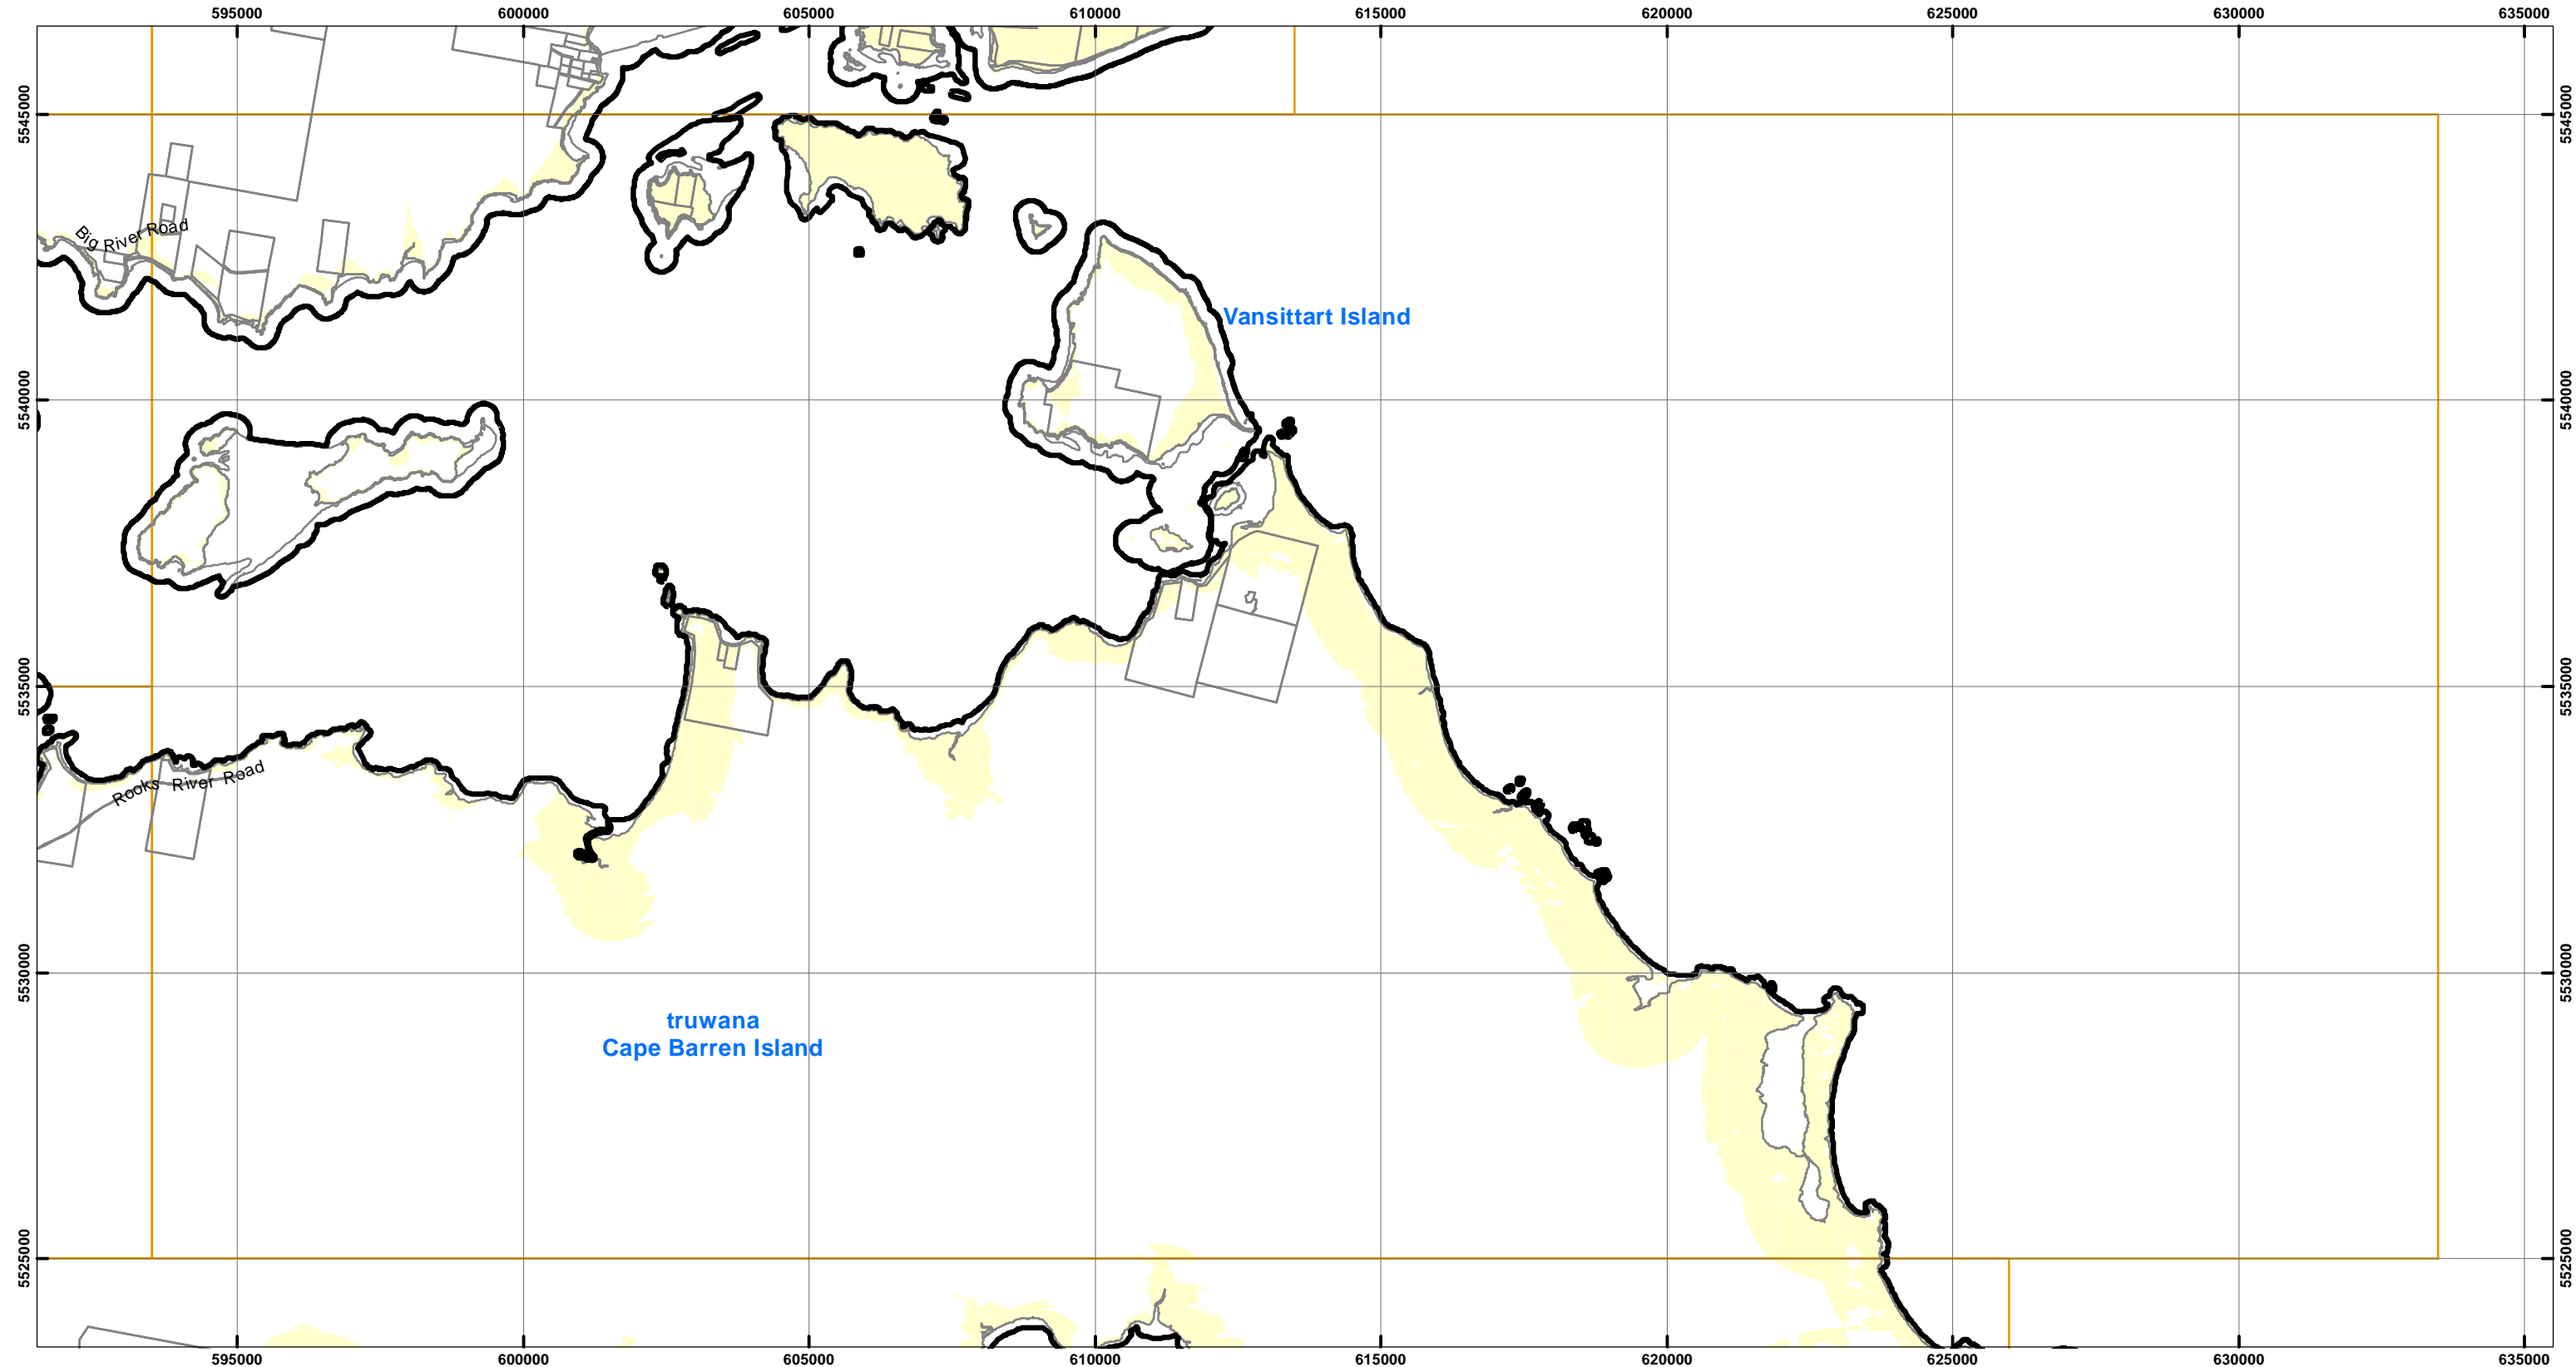 595000 600000 605000 610000 615000 620000 625000 630000 635000
5545000 5545000
Big River Road
Vansittart Island
5540000 5540000
5535000 5535000
Rooks River Road
5530000 5530000
truwana
Cape Barren Island
5525000 5525000
595000 600000 605000 610000 615000 620000 625000 630000 635000